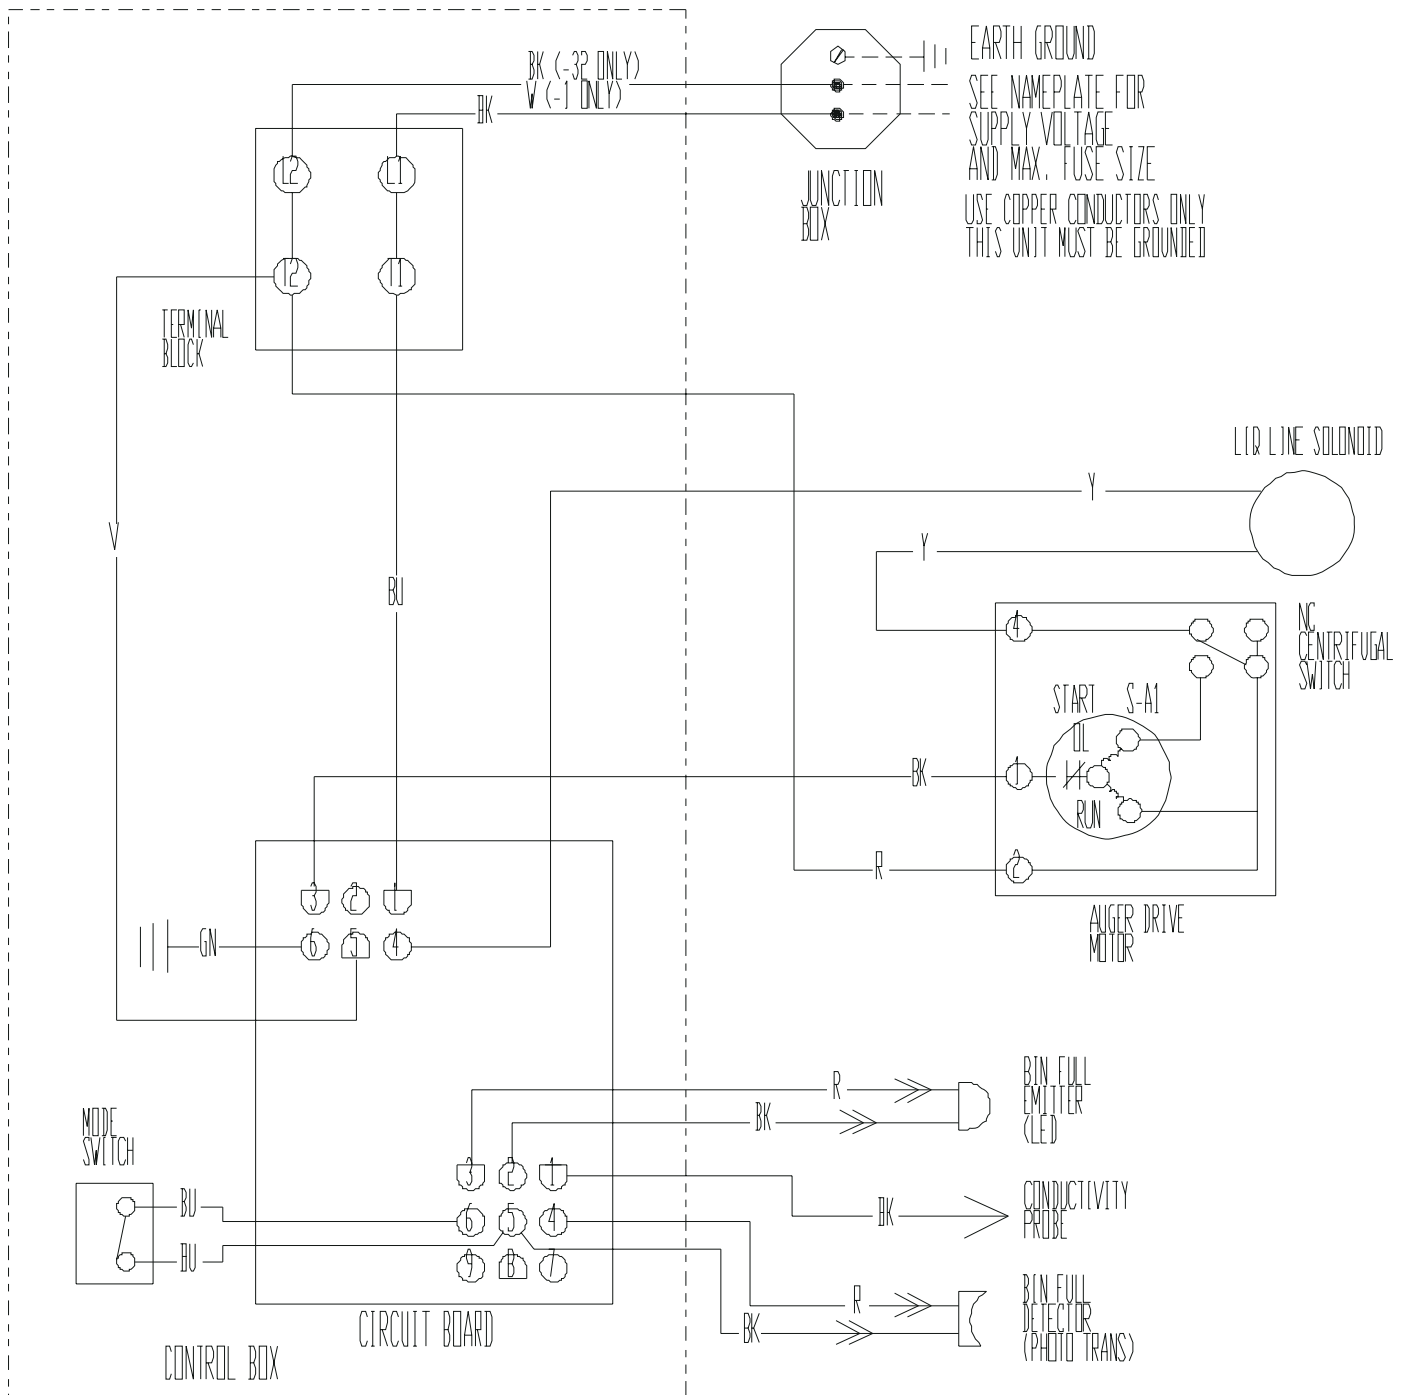 BK (-32 ONLY)
W (-1 ONLY)
BK
EARTH GROUND
SEE NAMEPLATE FOR
SUPPLY VOLTAGE
AND MAX. FUSE SIZE
USE COPPER CONDUCTORS ONLY
THIS UNIT MUST BE GROUNDED
JUNCTION
BOX
L2
L1
T2
T1
TERMINAL
BLOCK
LIQ LINE SOLONOID
Y
Y
V
BU
4
NC
CENTRIFUGAL
SWITCH
START
S-A1
OL
BK
1
RUN
R
2
AUGER DRIVE
MOTOR
3
2
1
GN
6
5
4
R
BIN FULL
EMITTER
(LED
BK
MODE
SWITCH
3
2
1
BK
CONDUCTIVITY
PROBE
BU
6
5
4
BU
9
8
7
R
BK
BIN FULL
DETECTOR
(PHOTO TRANS)
CIRCUIT BOARD
CONTROL BOX